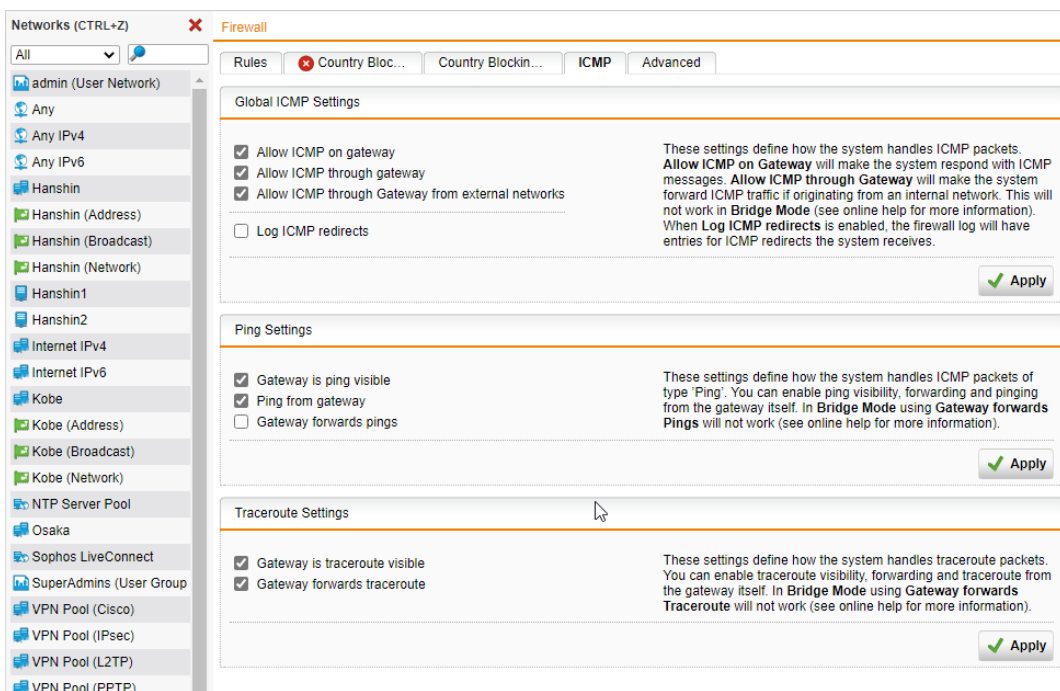 Networks (CTRL+Z)
All
admin (User Network)
Any
Any IPv4
Any IPv6
Hanshin
Hanshin (Address)
Hanshin (Broadcast)
Hanshin (Network)
Hanshin1
Hanshin2
Internet IPv4
Internet IPv6
Kobe
Kobe (Address)
Kobe (Broadcast)
Kobe (Network)
NTP Server Pool
Osaka
Sophos LiveConnect
SuperAdmins (User Group
VPN Pool (Cisco)
VPN Pool (IPsec)
VPN Pool (L2TP)
VPN Pool (PPTP)
Firewall
Rules
Country Bloc...
Country Blockin...
ICMP
Advanced
Global ICMP Settings
Allow ICMP on gateway
Allow ICMP through gateway
Allow ICMP through Gateway from external networks
Log ICMP redirects
These settings define how the system handles ICMP packets.
Allow ICMP on Gateway will make the system respond with ICMP
messages. Allow ICMP through Gateway will make the system
forward ICMP traffic if originating from an internal network. This will
not work in Bridge Mode (see online help for more information).
When Log ICMP redirects is enabled, the firewall log will have
entries for ICMP redirects the system receives.
Apply
Ping Settings
Gateway is ping visible
Ping from gateway
Gateway forwards pings
These settings define how the system handles ICMP packets of
type 'Ping'. You can enable ping visibility, forwarding and pinging
from the gateway itself. In Bridge Mode using Gateway forwards
Pings will not work (see online help for more information).
Apply
Traceroute Settings
Gateway is traceroute visible
Gateway forwards traceroute
These settings define how the system handles traceroute packets.
You can enable traceroute visibility, forwarding and traceroute from
the gateway itself. In Bridge Mode using Gateway forwards
Traceroute will not work (see online help for more information).
Apply